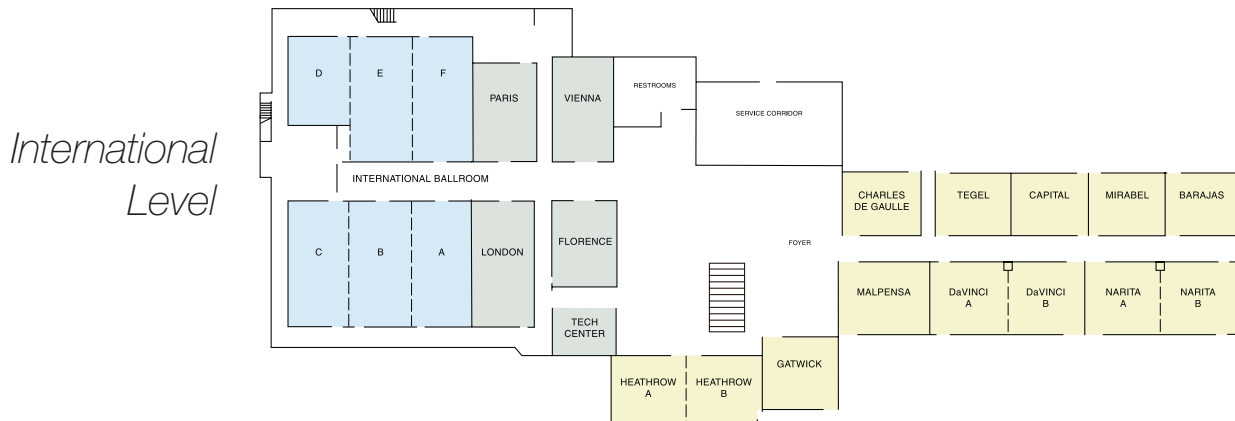 International
Level
D
E
F
PARIS
VIENNA
RESTROOMS
SERVICE CORRIDOR
INTERNATIONAL BALLROOM
C
B
A
LONDON
FLORENCE
TECH
CENTER
FOYER
CHARLES
DE GAULLE
TEGEL
CAPITAL
MIRABEL
BARAJAS
MALPENSA
DaVINCI
A
DaVINCI
B
NARITA
A
NARITA
B
HEATHROW
A
HEATHROW
B
GATWICK